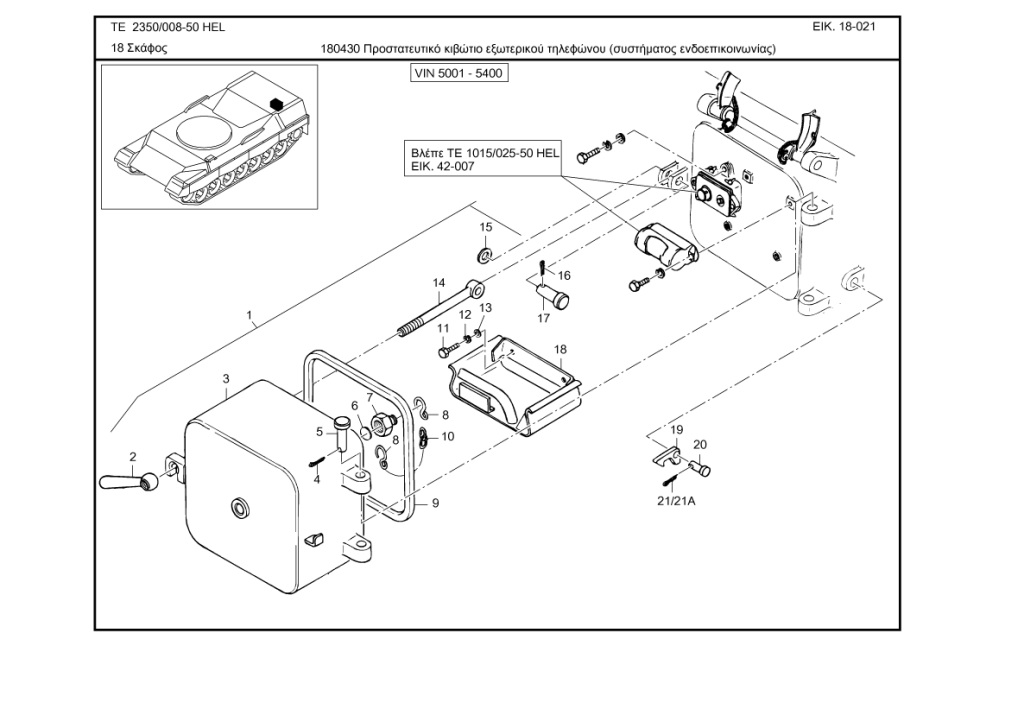 TE 2350/008-50 HEL
ΕΙΚ. 18-021
18 Σκάφος
180430 Προστατευτικό κιβώτιο εξωτερικού τηλεφώνου (συστήματος ενδοεπικοινωνίας)
VIN 5001 - 5400
Βλέπε TE 1015/025-50 HEL
ΕΙΚ. 42-007
15
16
14
17
1
13
12
11
18
3
7
6
8
5
8
10
2
4
9
19
20
21/21A